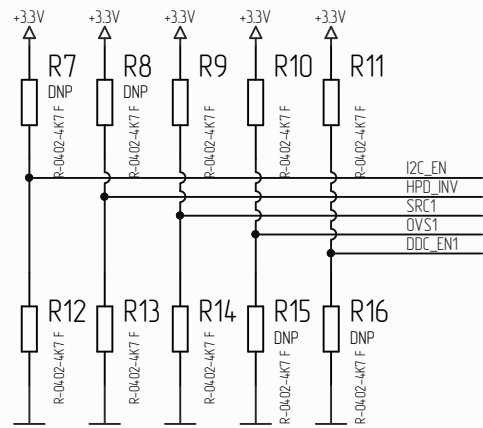 +3.3V +3.3V +3.3V +3.3V +3.3V
R7 R8 R9 R10 R11
DNP DNP
R-0402-4K7 F R-0402-4K7 F R-0402-4K7 F R-0402-4K7 F R-0402-4K7 F
I2C_EN
HPD_INV
SRC1
OVS1
DDC_EN1
R12 R13 R14 R15 R16
DNP DNP
R-0402-4K7 F R-0402-4K7 F R-0402-4K7 F R-0402-4K7 F R-0402-4K7 F